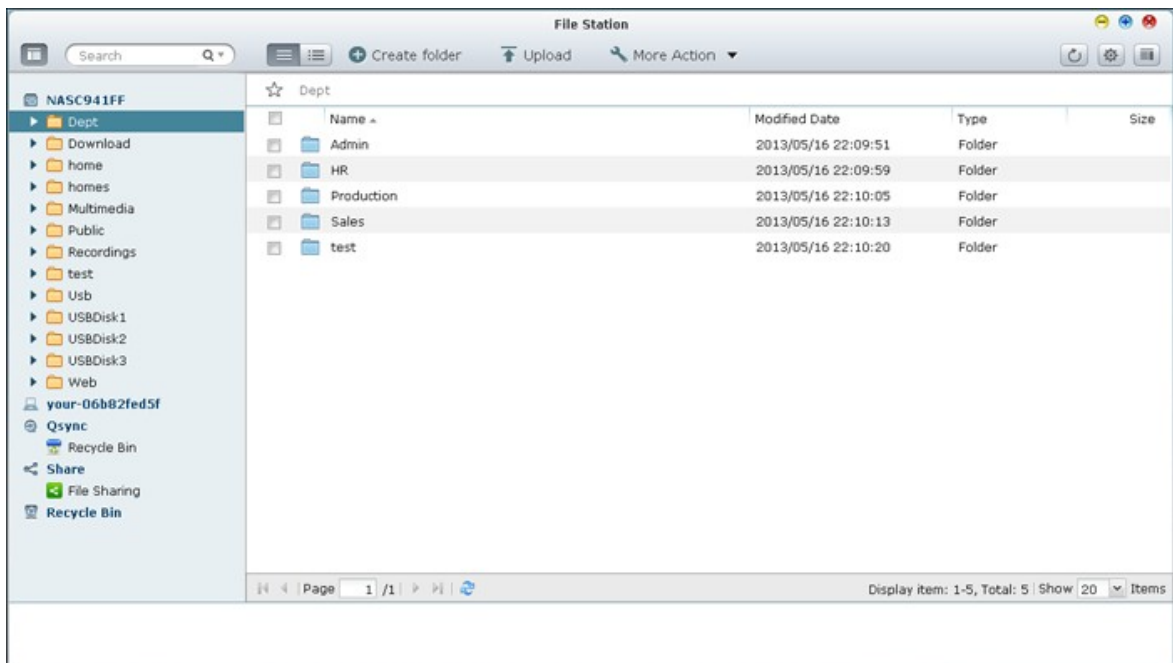 File Station
Search
Create folder Upload More Action
NASC941FF
Dept
Download
home
homes
Multimedia
Public
Recordings
test
Usb
USBDisk1
USBDisk2
USBDisk3
Web
your-06b82fed5f
Qsync
Recycle Bin
Share
File Sharing
Recycle Bin
Dept
Name Modified Date Type Size
Admin 2013/05/16 22:09:51 Folder
HR 2013/05/16 22:09:59 Folder
Production 2013/05/16 22:10:05 Folder
Sales 2013/05/16 22:10:13 Folder
test 2013/05/16 22:10:20 Folder
Page 1 /1 Display item: 1-5, Total: 5 Show 20 Items